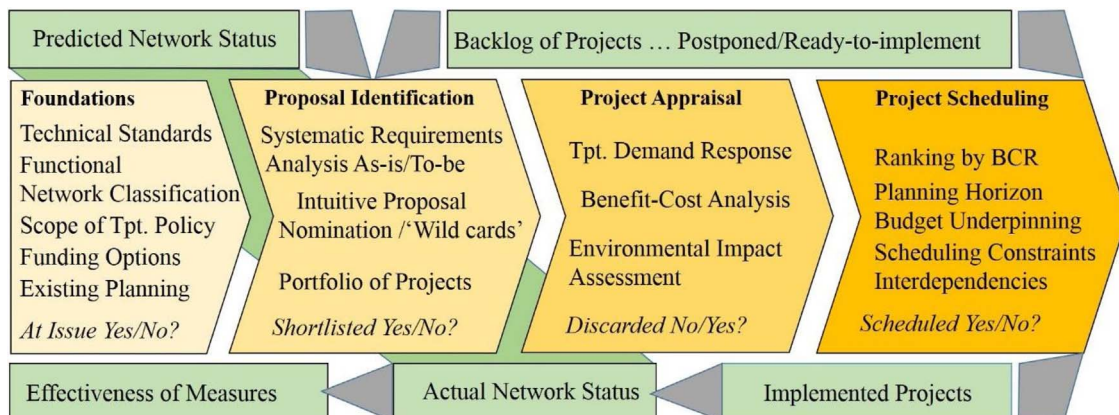 Predicted Network Status
Backlog of Projects … Postponed/Ready-to-implement
Foundations
Technical Standards
Functional
Network Classification
Scope of Tpt. Policy
Funding Options
Existing Planning
At Issue Yes/No?
Proposal Identification
Systematic Requirements
Analysis As-is/To-be
Intuitive Proposal
Nomination /‘Wild cards’
Portfolio of Projects
Shortlisted Yes/No?
Project Appraisal
Tpt. Demand Response
Benefit-Cost Analysis
Environmental Impact
Assessment
Discarded No/Yes?
Project Scheduling
Ranking by BCR
Planning Horizon
Budget Underpinning
Scheduling Constraints
Interdependencies
Scheduled Yes/No?
Effectiveness of Measures
Actual Network Status
Implemented Projects